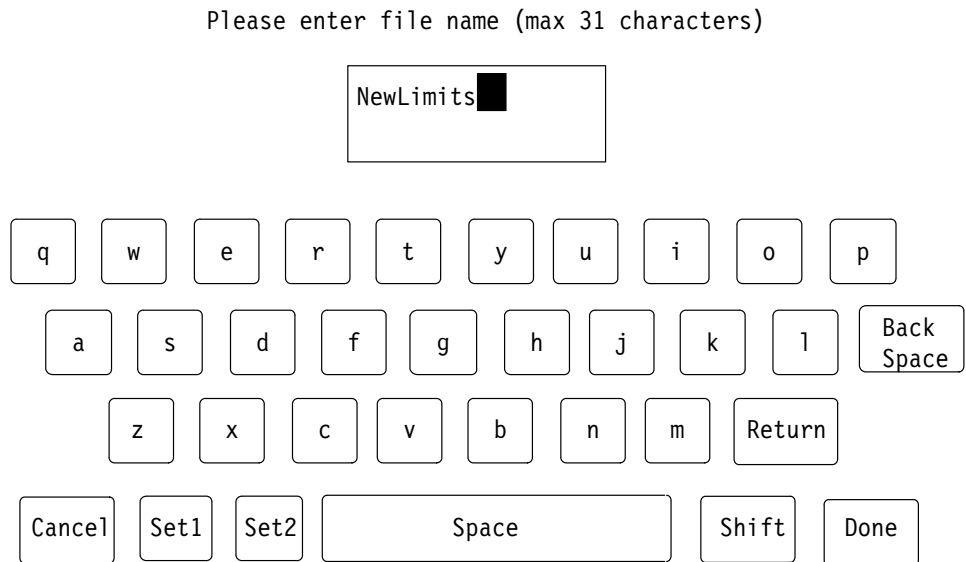 Please enter file name (max 31 characters)
NewLimits
q w e r t y u i o p
a s d f g h j k l Back Space
z x c v b n m Return
Cancel Set1 Set2 Space Shift Done